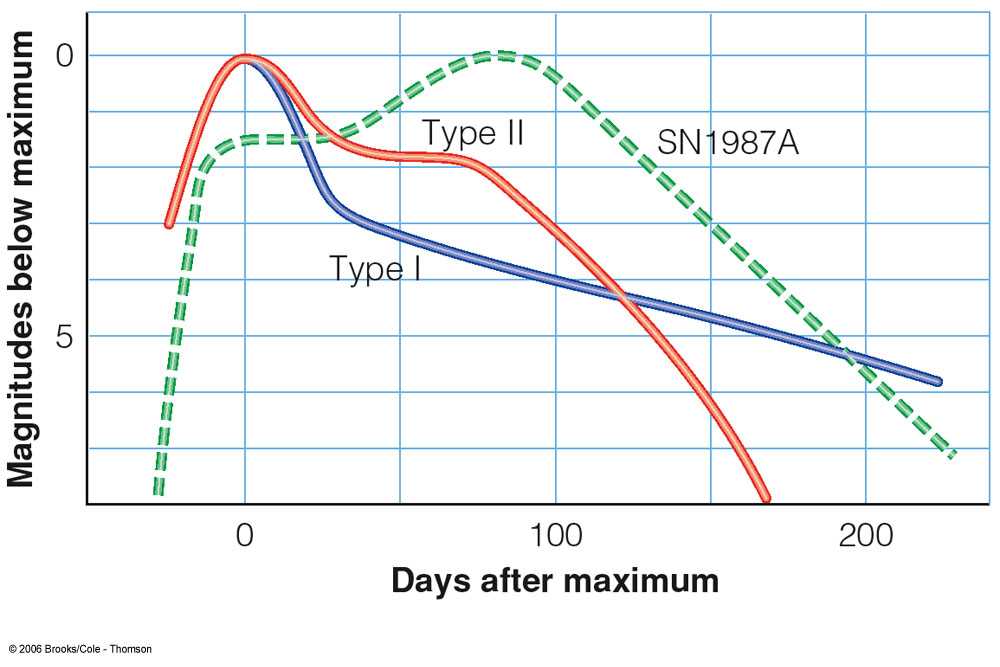 Magnitudes below maximum
0
5
Type II
SN1987A
Type I
0
100
200
Days after maximum
© 2006 Brooks/Cole - Thomson